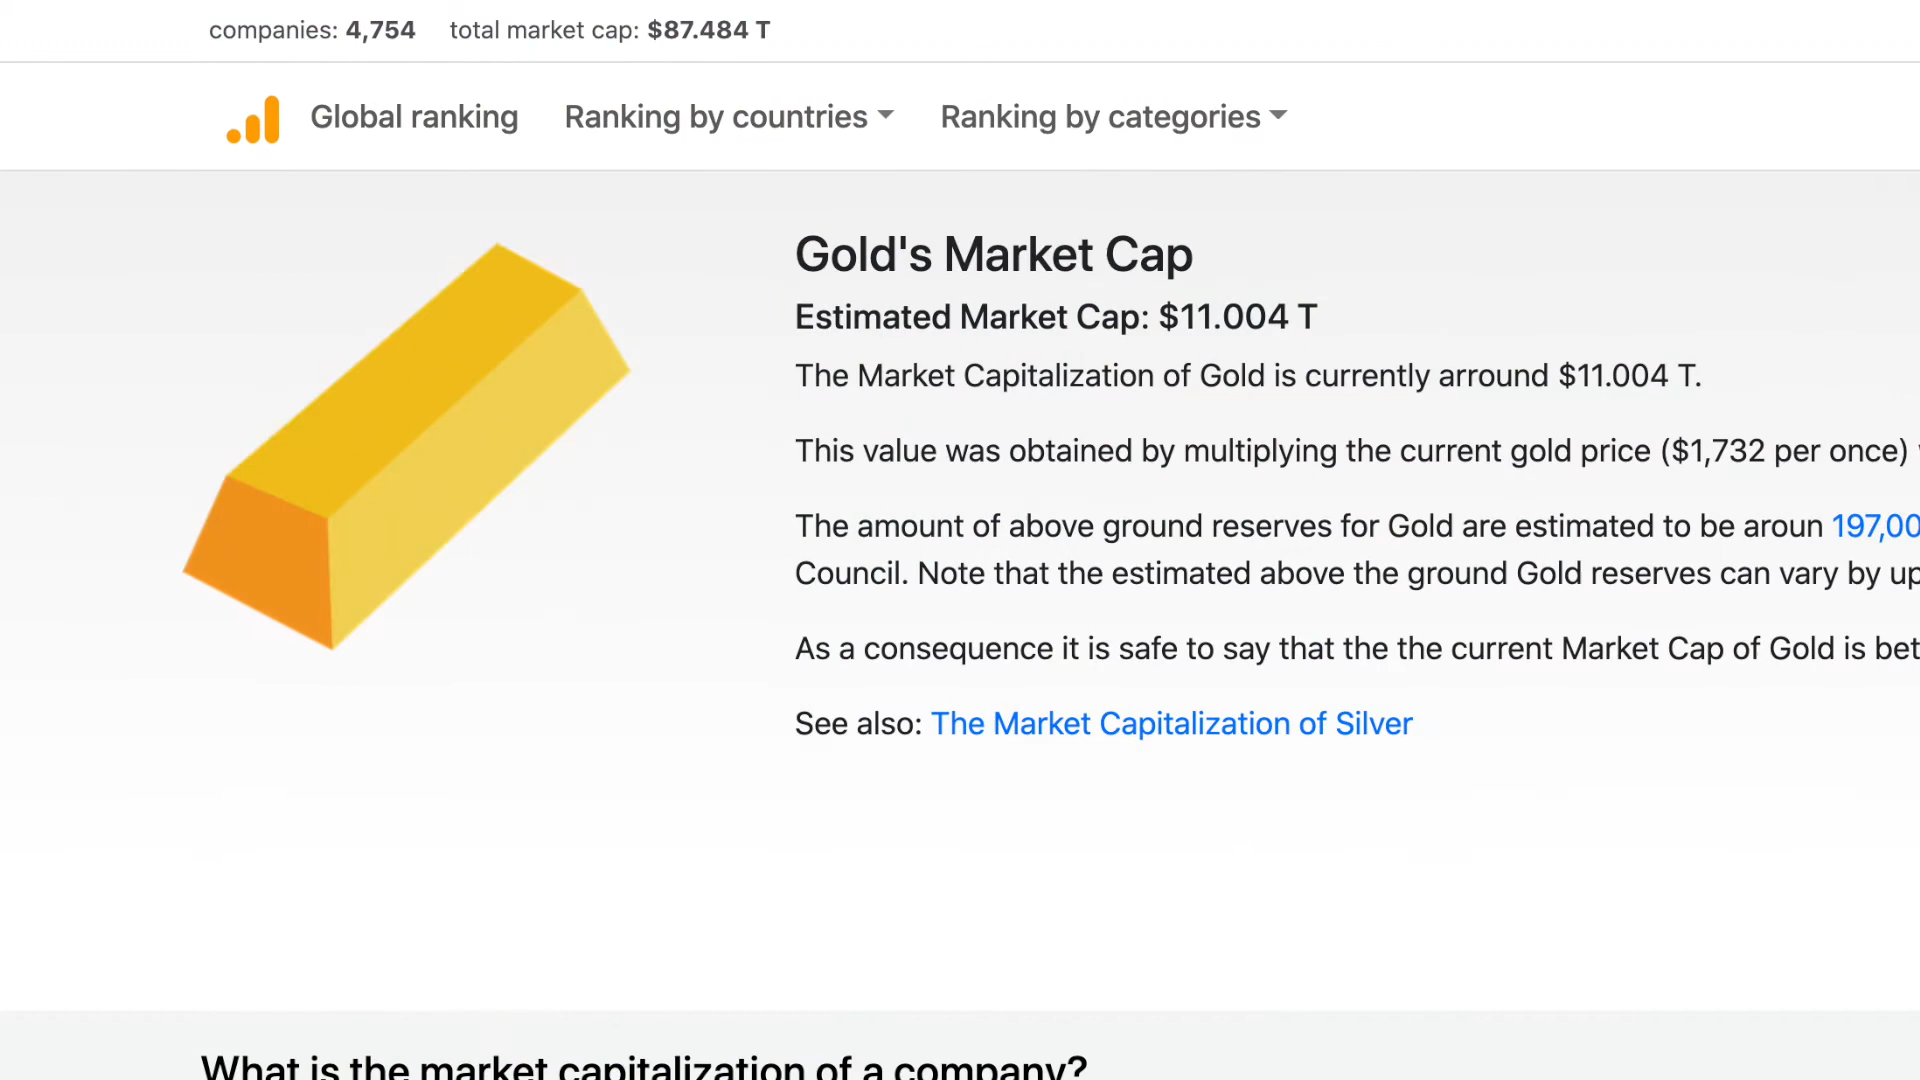 companies: 4,754 total market cap: $87.484 T
Global ranking Ranking by countries Ranking by categories
Gold's Market Cap
Estimated Market Cap: $11.004 T
The Market Capitalization of Gold is currently arround $11.004 T.
This value was obtained by multiplying the current gold price ($1,732 per once)
The amount of above ground reserves for Gold are estimated to be aroun 197,00
Council. Note that the estimated above the ground Gold reserves can vary by up
As a consequence it is safe to say that the the current Market Cap of Gold is bet
See also: The Market Capitalization of Silver
What is the market capitalization of a company?